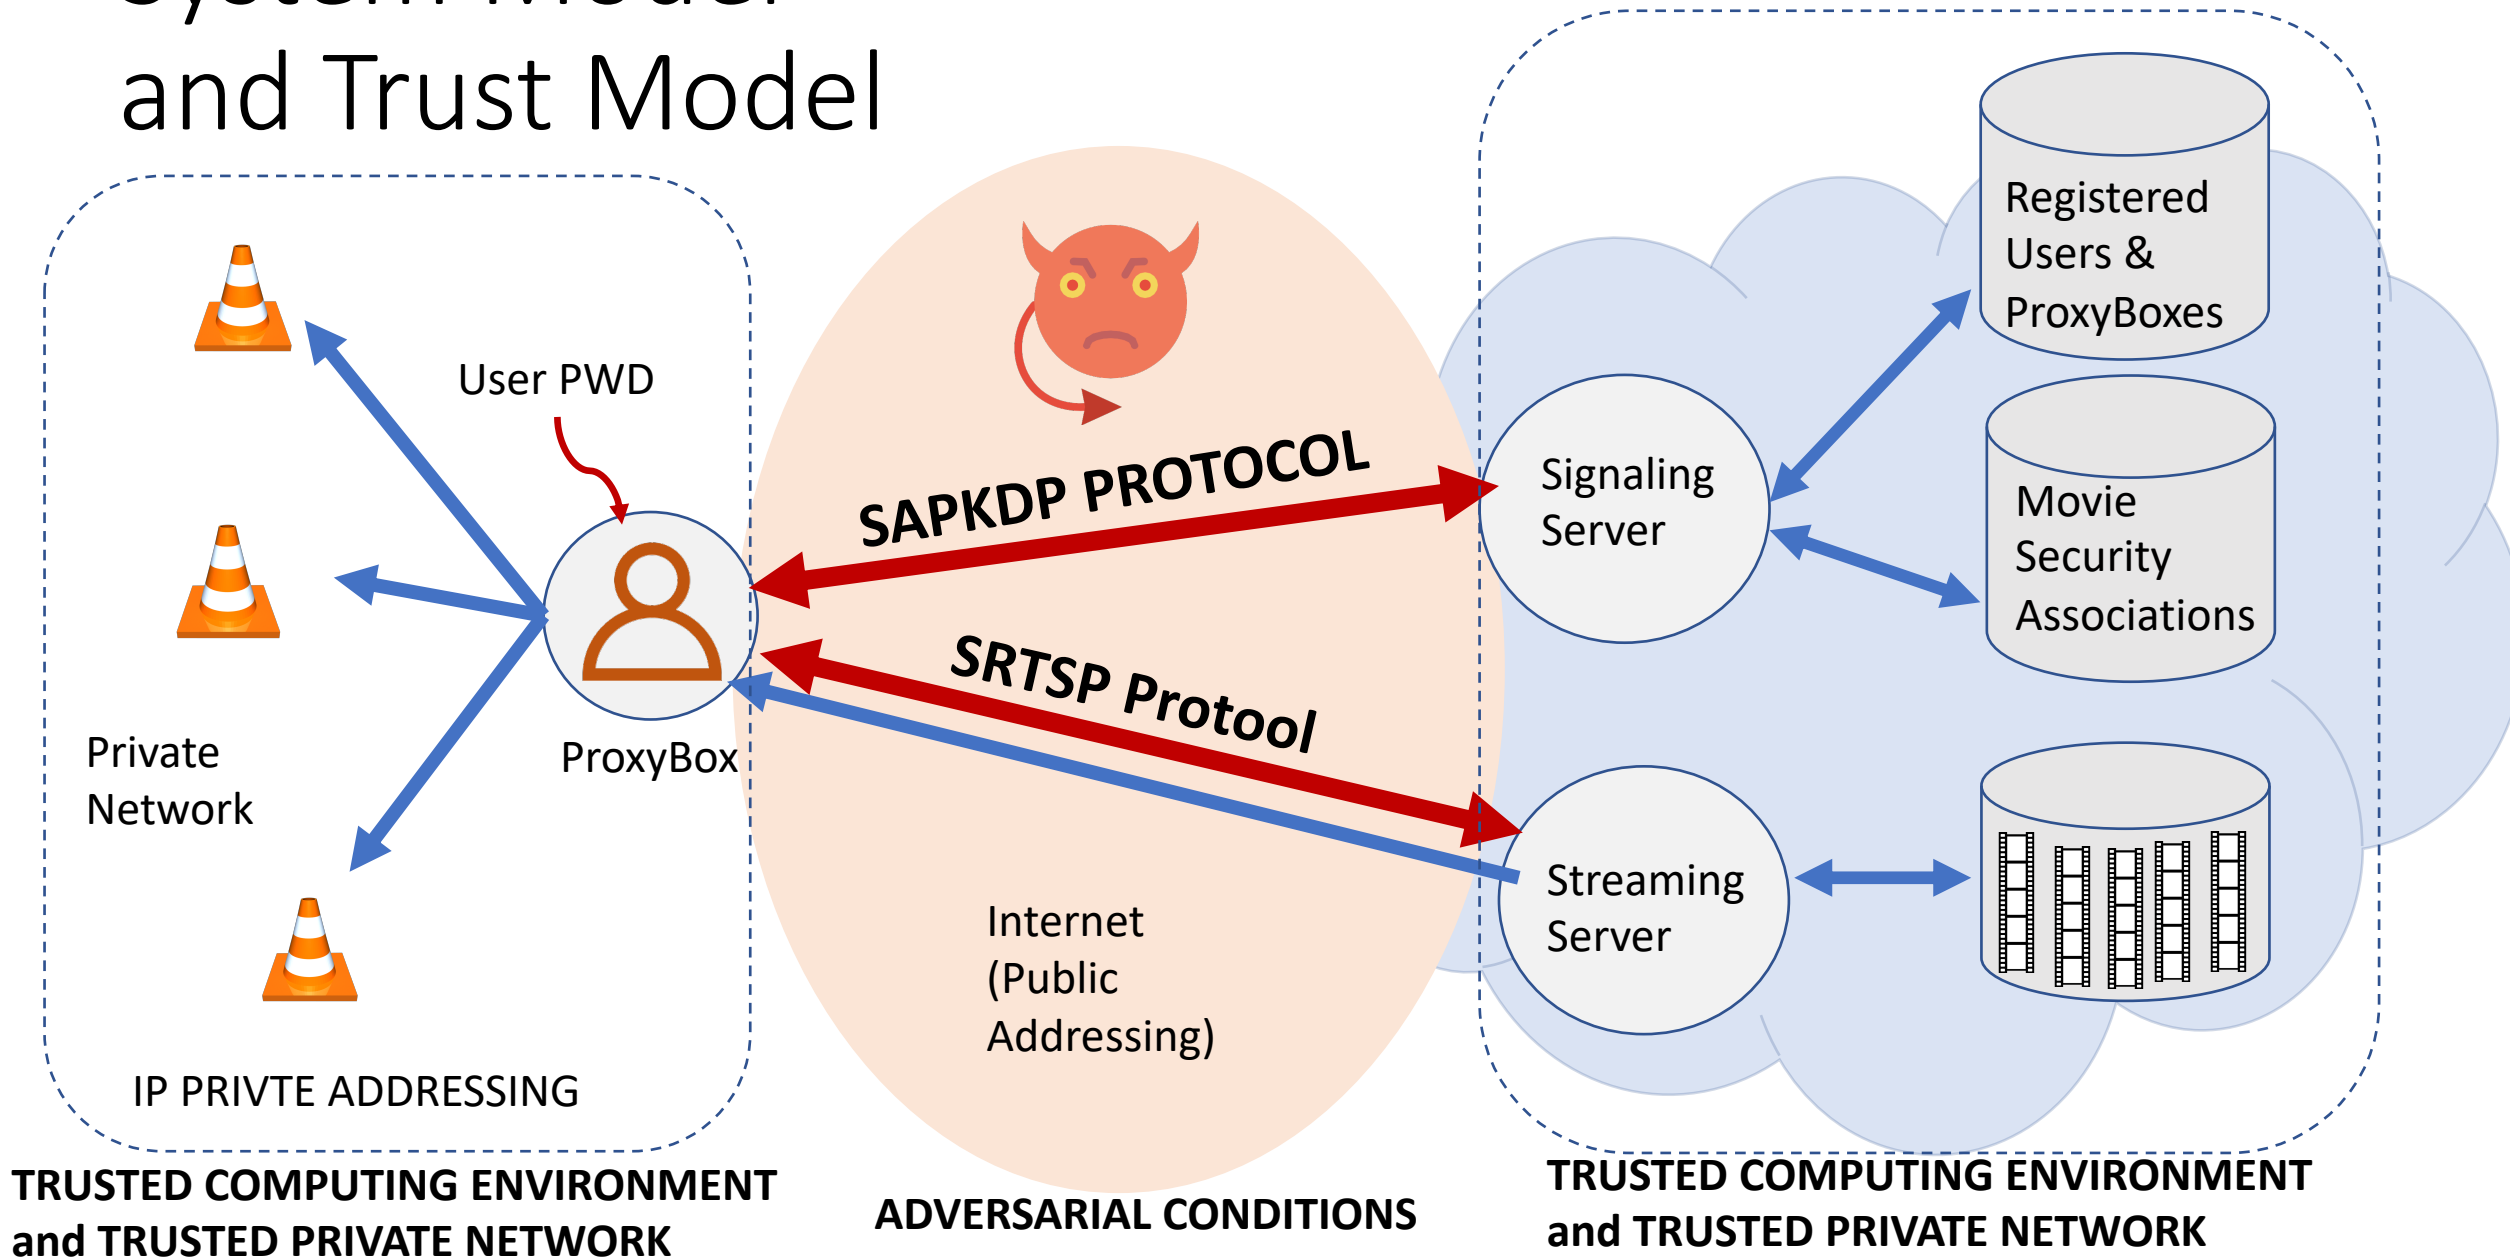 System Model
and Trust Model
User PWD
ProxyBox
Private
Network
IP PRIVTE ADDRESSING
TRUSTED COMPUTING ENVIRONMENT
and TRUSTED PRIVATE NETWORK
SAPKDP PROTOCOL
SRTSP Protool
Internet
(Public
Addressing)
ADVERSARIAL CONDITIONS
Signaling
Server
Streaming
Server
Registered
Users &
ProxyBoxes
Movie
Security
Associations
TRUSTED COMPUTING ENVIRONMENT
and TRUSTED PRIVATE NETWORK